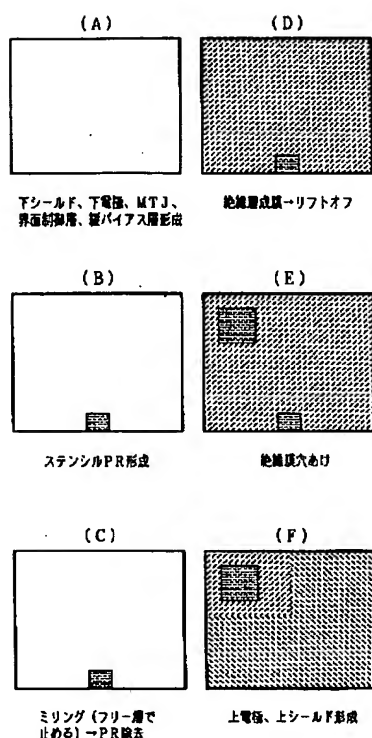 (A)
下シールド、下電極、MTJ、
界面制御層、縦バイアス層形成
(B)
ステンシルPR形成
(C)
ミリング(フリー層で
止める)→PR除去
(D)
絶縁層成膜→リフトオフ
(E)
絶縁膜穴あけ
(F)
上電極、上シールド形成